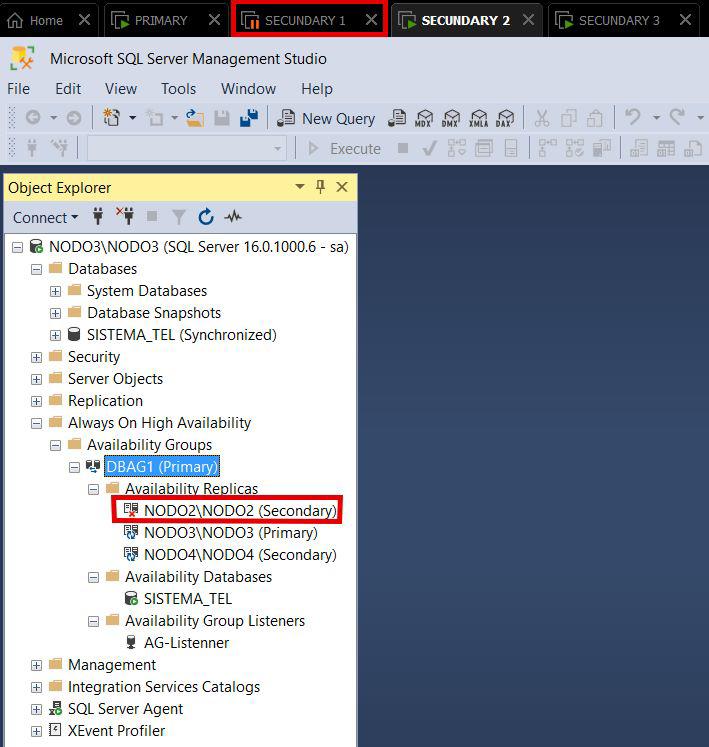 Home PRIMARY SECUNDARY 1 SECUNDARY 2 SECUNDARY 3
Microsoft SQL Server Management Studio
File Edit View Tools Window Help
New Query MDX DMX XMLA DAX
Execute
Object Explorer
Connect
NODO3\NODO3 (SQL Server 16.0.1000.6 - sa)
Databases
System Databases
Database Snapshots
SISTEMA_TEL (Synchronized)
Security
Server Objects
Replication
Always On High Availability
Availability Groups
DBAG1 (Primary)
Availability Replicas
NODO2\NODO2 (Secondary)
NODO3\NODO3 (Primary)
NODO4\NODO4 (Secondary)
Availability Databases
SISTEMA_TEL
Availability Group Listeners
AG-Listenner
Management
Integration Services Catalogs
SQL Server Agent
XEvent Profiler